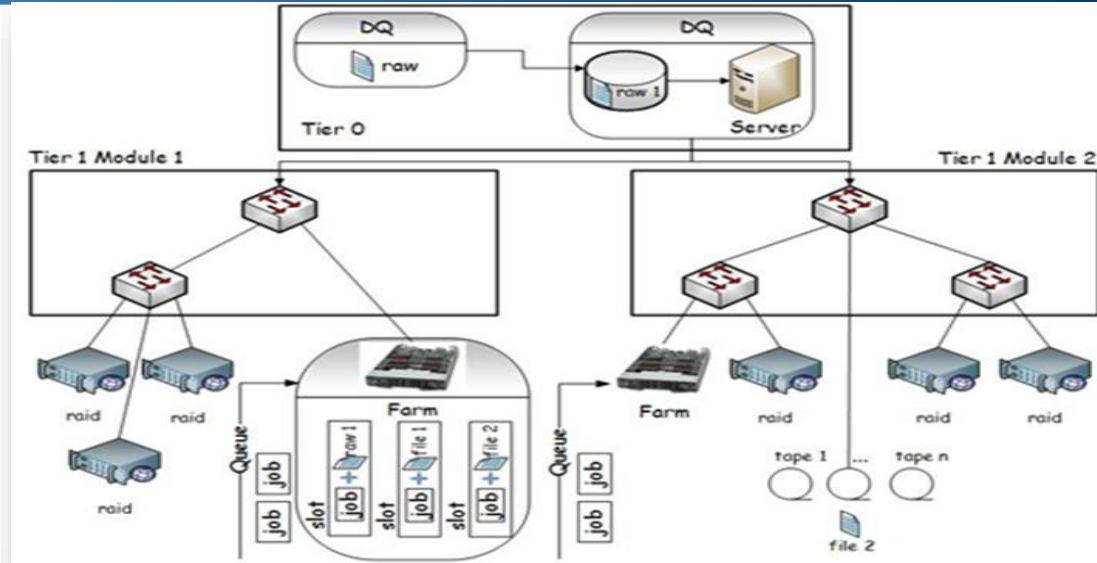 DQ
DQ
raw
raw 1
Tier 0
Server
Tier 1 Module 1
Tier 1 Module 2
raid
raid
raid
Queue
job
job
Farm
slot
job
+
raw 1
slot
job
+
file 1
slot
job
+
file 2
Queue
job
job
Farm
raid
raid
raid
tape 1
...
tape n
file 2